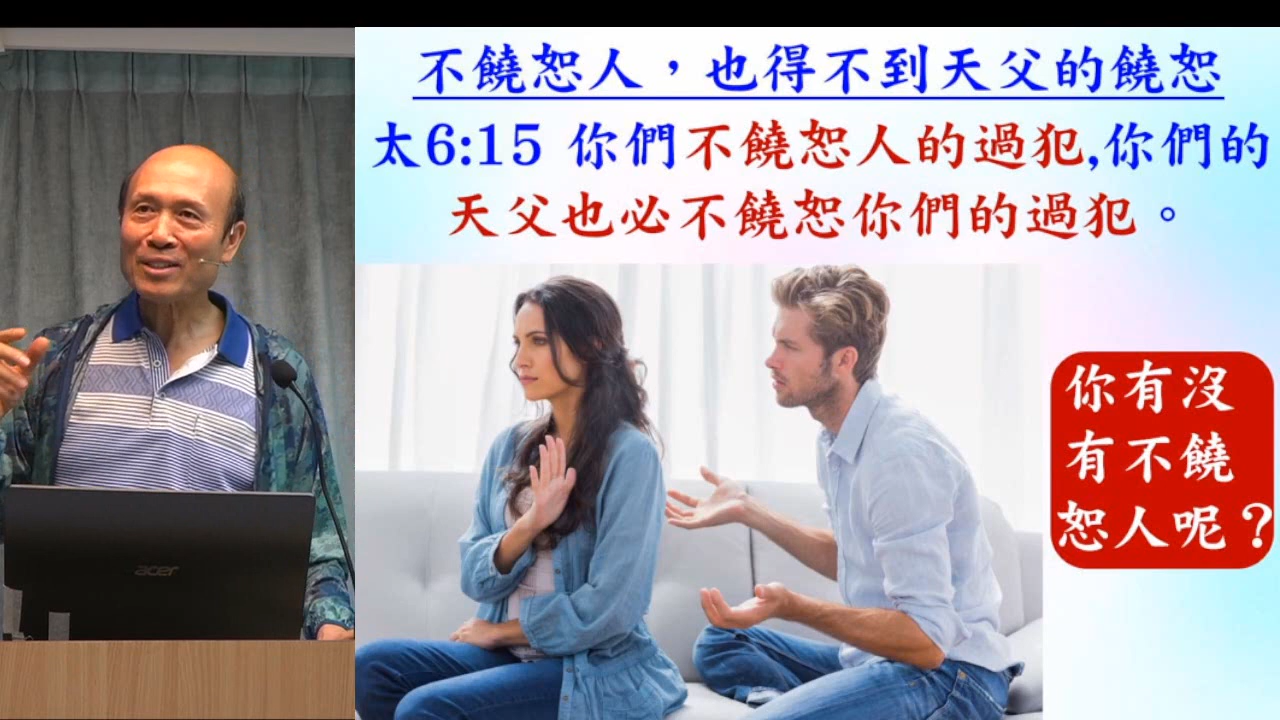 不饒恕人，也得不到天父的饒恕
太6:15 你們不饒恕人的過犯,你們的
天父也必不饒恕你們的過犯。
你有沒
有不饒
恕人呢？
acer